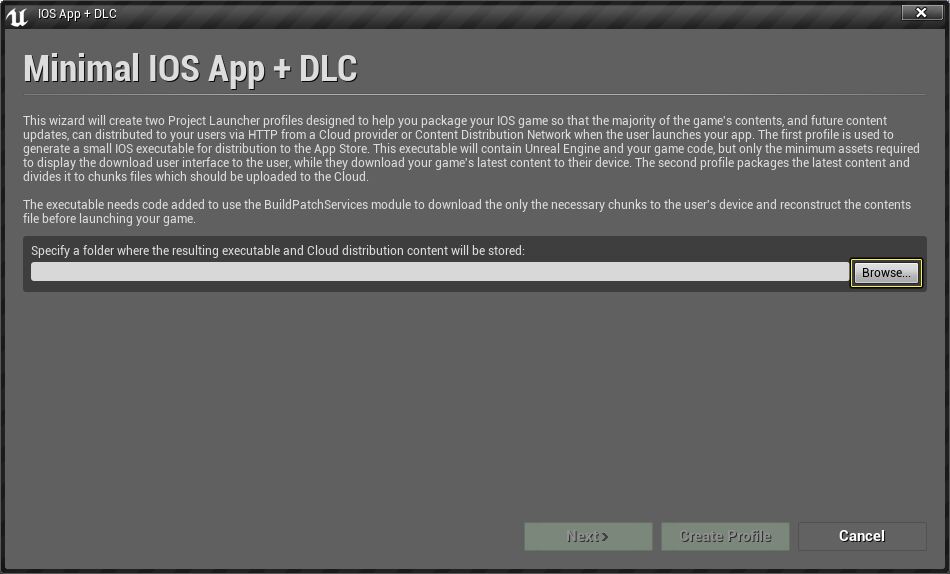 IOS App + DLC
Minimal IOS App + DLC
This wizard will create two Project Launcher profiles designed to help you package your IOS game so that the majority of the game's contents, and future content
updates, can distributed to your users via HTTP from a Cloud provider or Content Distribution Network when the user launches your app. The first profile is used to
generate a small IOS executable for distribution to the App Store. This executable will contain Unreal Engine and your game code, but only the minimum assets required
to display the download user interface to the user, while they download your game's latest content to their device. The second profile packages the latest content and
divides it to chunks files which should be uploaded to the Cloud.
The executable needs code added to use the BuildPatchServices module to download the only the necessary chunks to the user's device and reconstruct the contents
file before launching your game.
Specify a folder where the resulting executable and Cloud distribution content will be stored:
Browse...
Next> Create Profile Cancel